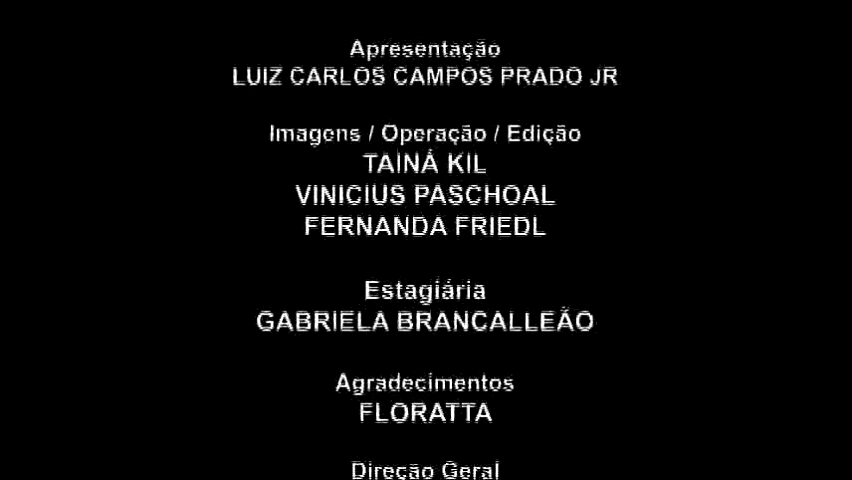 Apresentação
LUIZ CARLOS CAMPOS PRADO JR
Imagens / Operação / Edição
TAINÁ KIL
VINICIUS PASCHOAL
FERNANDA FRIEDL
Estagiária
GABRIELA BRANCALLEÃO
Agradecimentos
FLORATTA
Direção Geral